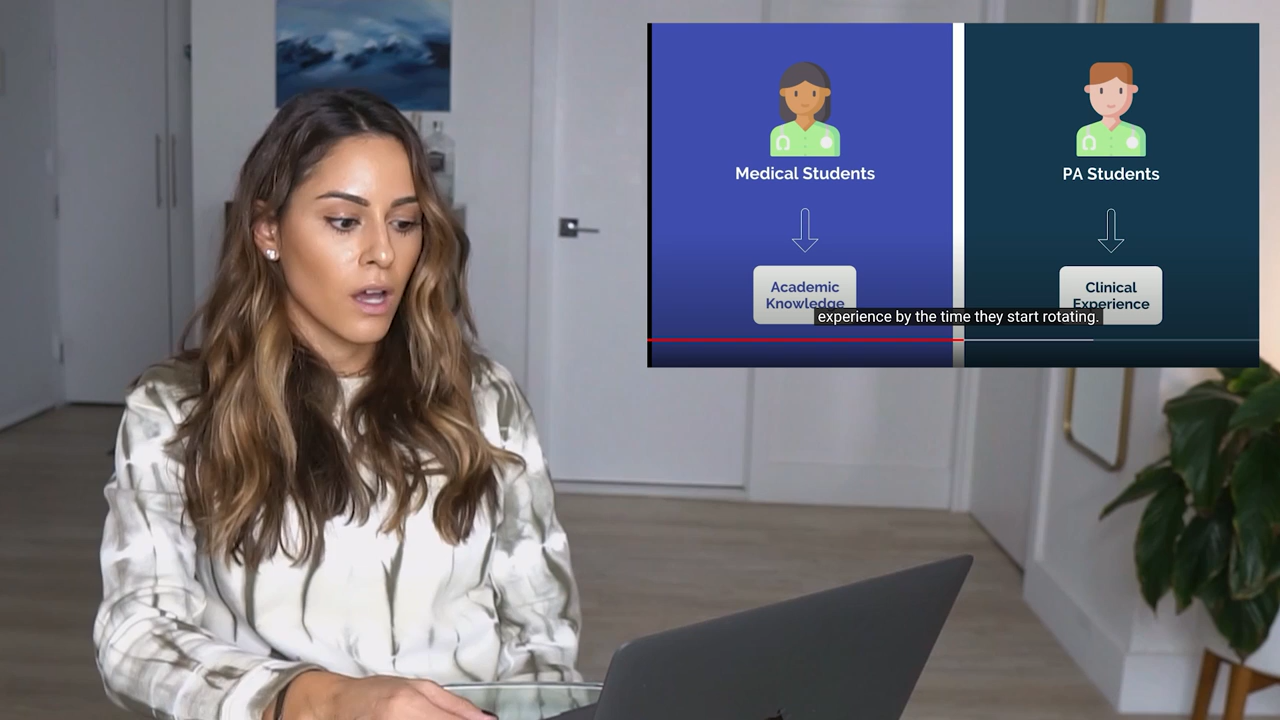 Medical Students
PA Students
Academic
Knowledge
Clinical
Experience
experience by the time they start rotating.